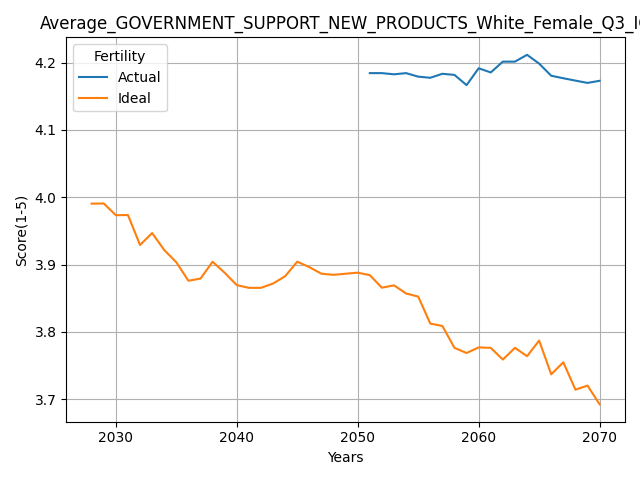 Average_GOVERNMENT_SUPPORT_NEW_PRODUCTS_White_Female_Q3_I
Fertility
Actual
Ideal
4.2
4.1
4.0
3.9
3.8
3.7
Score(1-5)
2030 2040 2050 2060 2070
Years